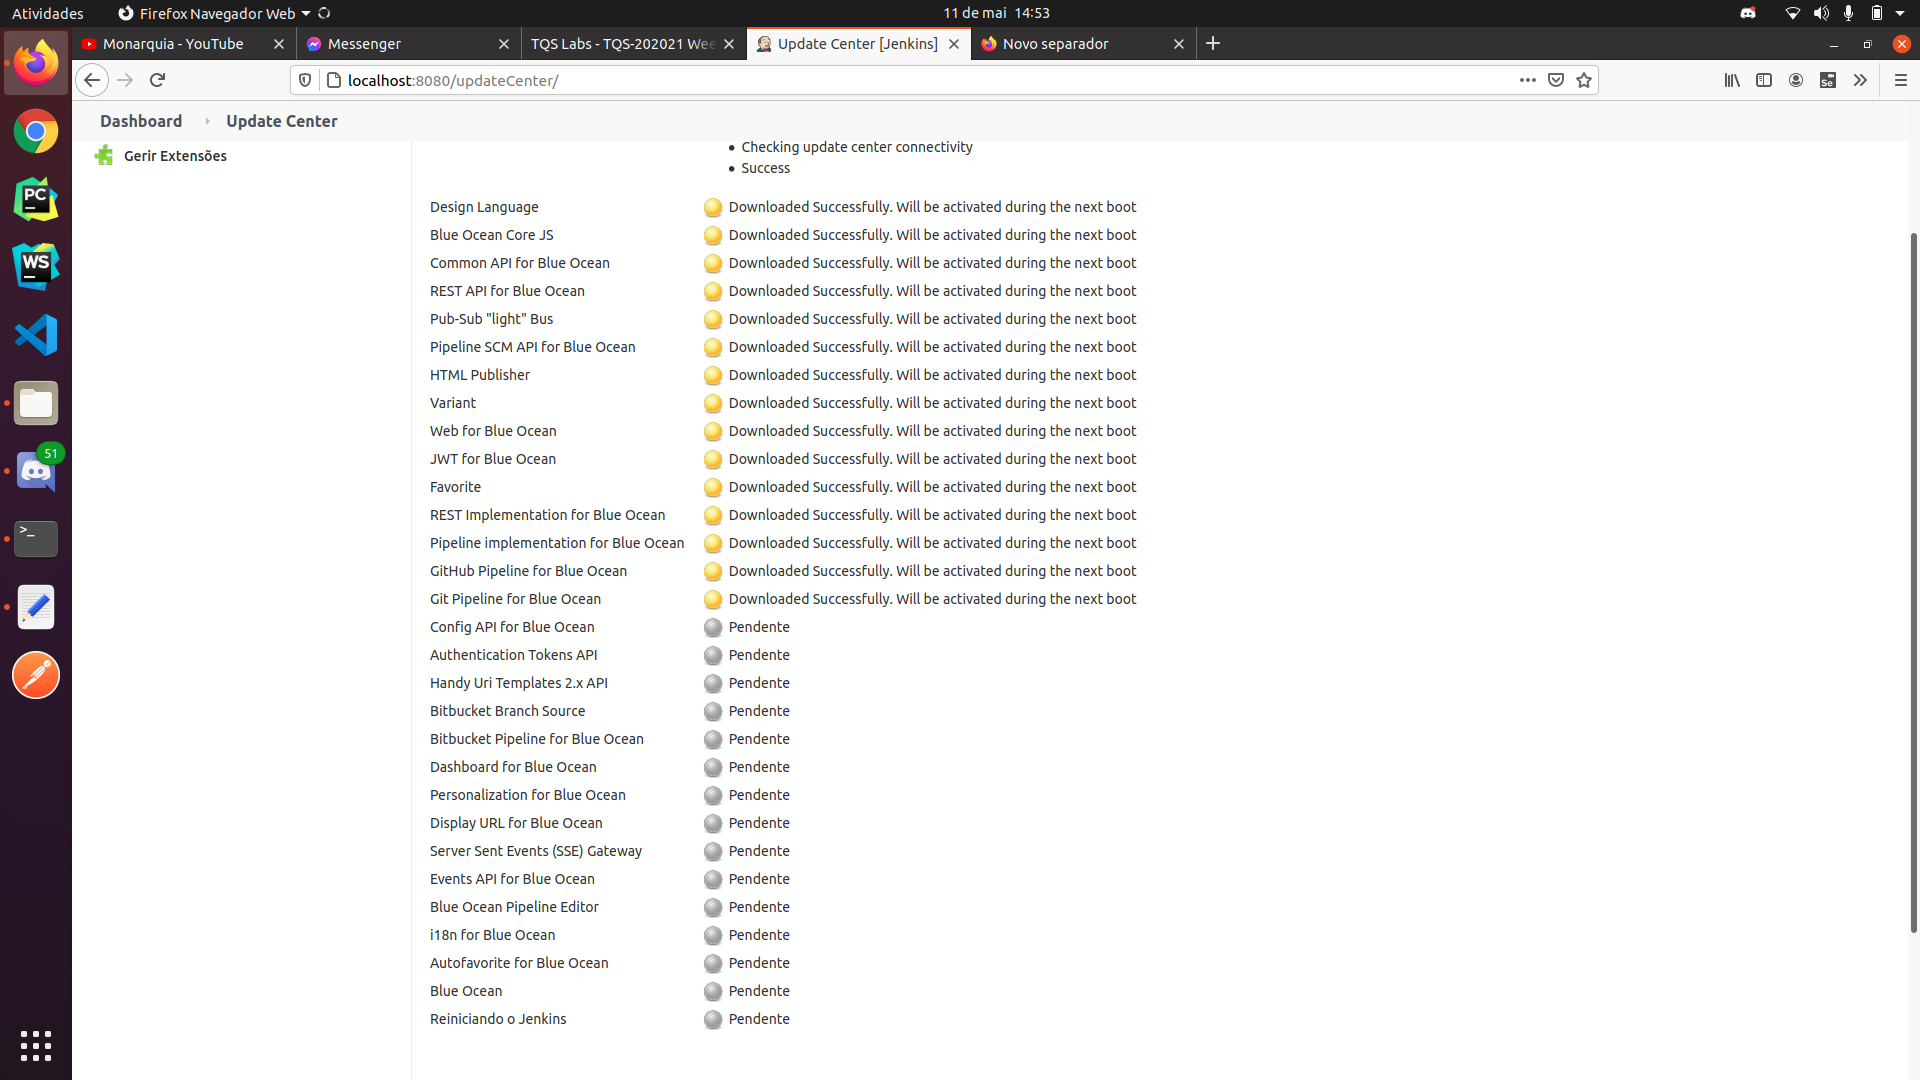 Atividades
Firefox Navegador Web
11 de mai 14:53
Monarquia - YouTube
Messenger
TQS Labs - TQS-202021 Wee
Update Center [Jenkins]
Novo separador
localhost:8080/updateCenter/
Se
Dashboard
Update Center
Gerir Extensões
PC
WS
51
>_
Checking update center connectivity
Success
Design Language Downloaded Successfully. Will be activated during the next boot
Blue Ocean Core JS Downloaded Successfully. Will be activated during the next boot
Common API for Blue Ocean Downloaded Successfully. Will be activated during the next boot
REST API for Blue Ocean Downloaded Successfully. Will be activated during the next boot
Pub-Sub "light" Bus Downloaded Successfully. Will be activated during the next boot
Pipeline SCM API for Blue Ocean Downloaded Successfully. Will be activated during the next boot
HTML Publisher Downloaded Successfully. Will be activated during the next boot
Variant Downloaded Successfully. Will be activated during the next boot
Web for Blue Ocean Downloaded Successfully. Will be activated during the next boot
JWT for Blue Ocean Downloaded Successfully. Will be activated during the next boot
Favorite Downloaded Successfully. Will be activated during the next boot
REST Implementation for Blue Ocean Downloaded Successfully. Will be activated during the next boot
Pipeline implementation for Blue Ocean Downloaded Successfully. Will be activated during the next boot
GitHub Pipeline for Blue Ocean Downloaded Successfully. Will be activated during the next boot
Git Pipeline for Blue Ocean Downloaded Successfully. Will be activated during the next boot
Config API for Blue Ocean Pendente
Authentication Tokens API Pendente
Handy Uri Templates 2.x API Pendente
Bitbucket Branch Source Pendente
Bitbucket Pipeline for Blue Ocean Pendente
Dashboard for Blue Ocean Pendente
Personalization for Blue Ocean Pendente
Display URL for Blue Ocean Pendente
Server Sent Events (SSE) Gateway Pendente
Events API for Blue Ocean Pendente
Blue Ocean Pipeline Editor Pendente
i18n for Blue Ocean Pendente
Autofavorite for Blue Ocean Pendente
Blue Ocean Pendente
Reiniciando o Jenkins Pendente